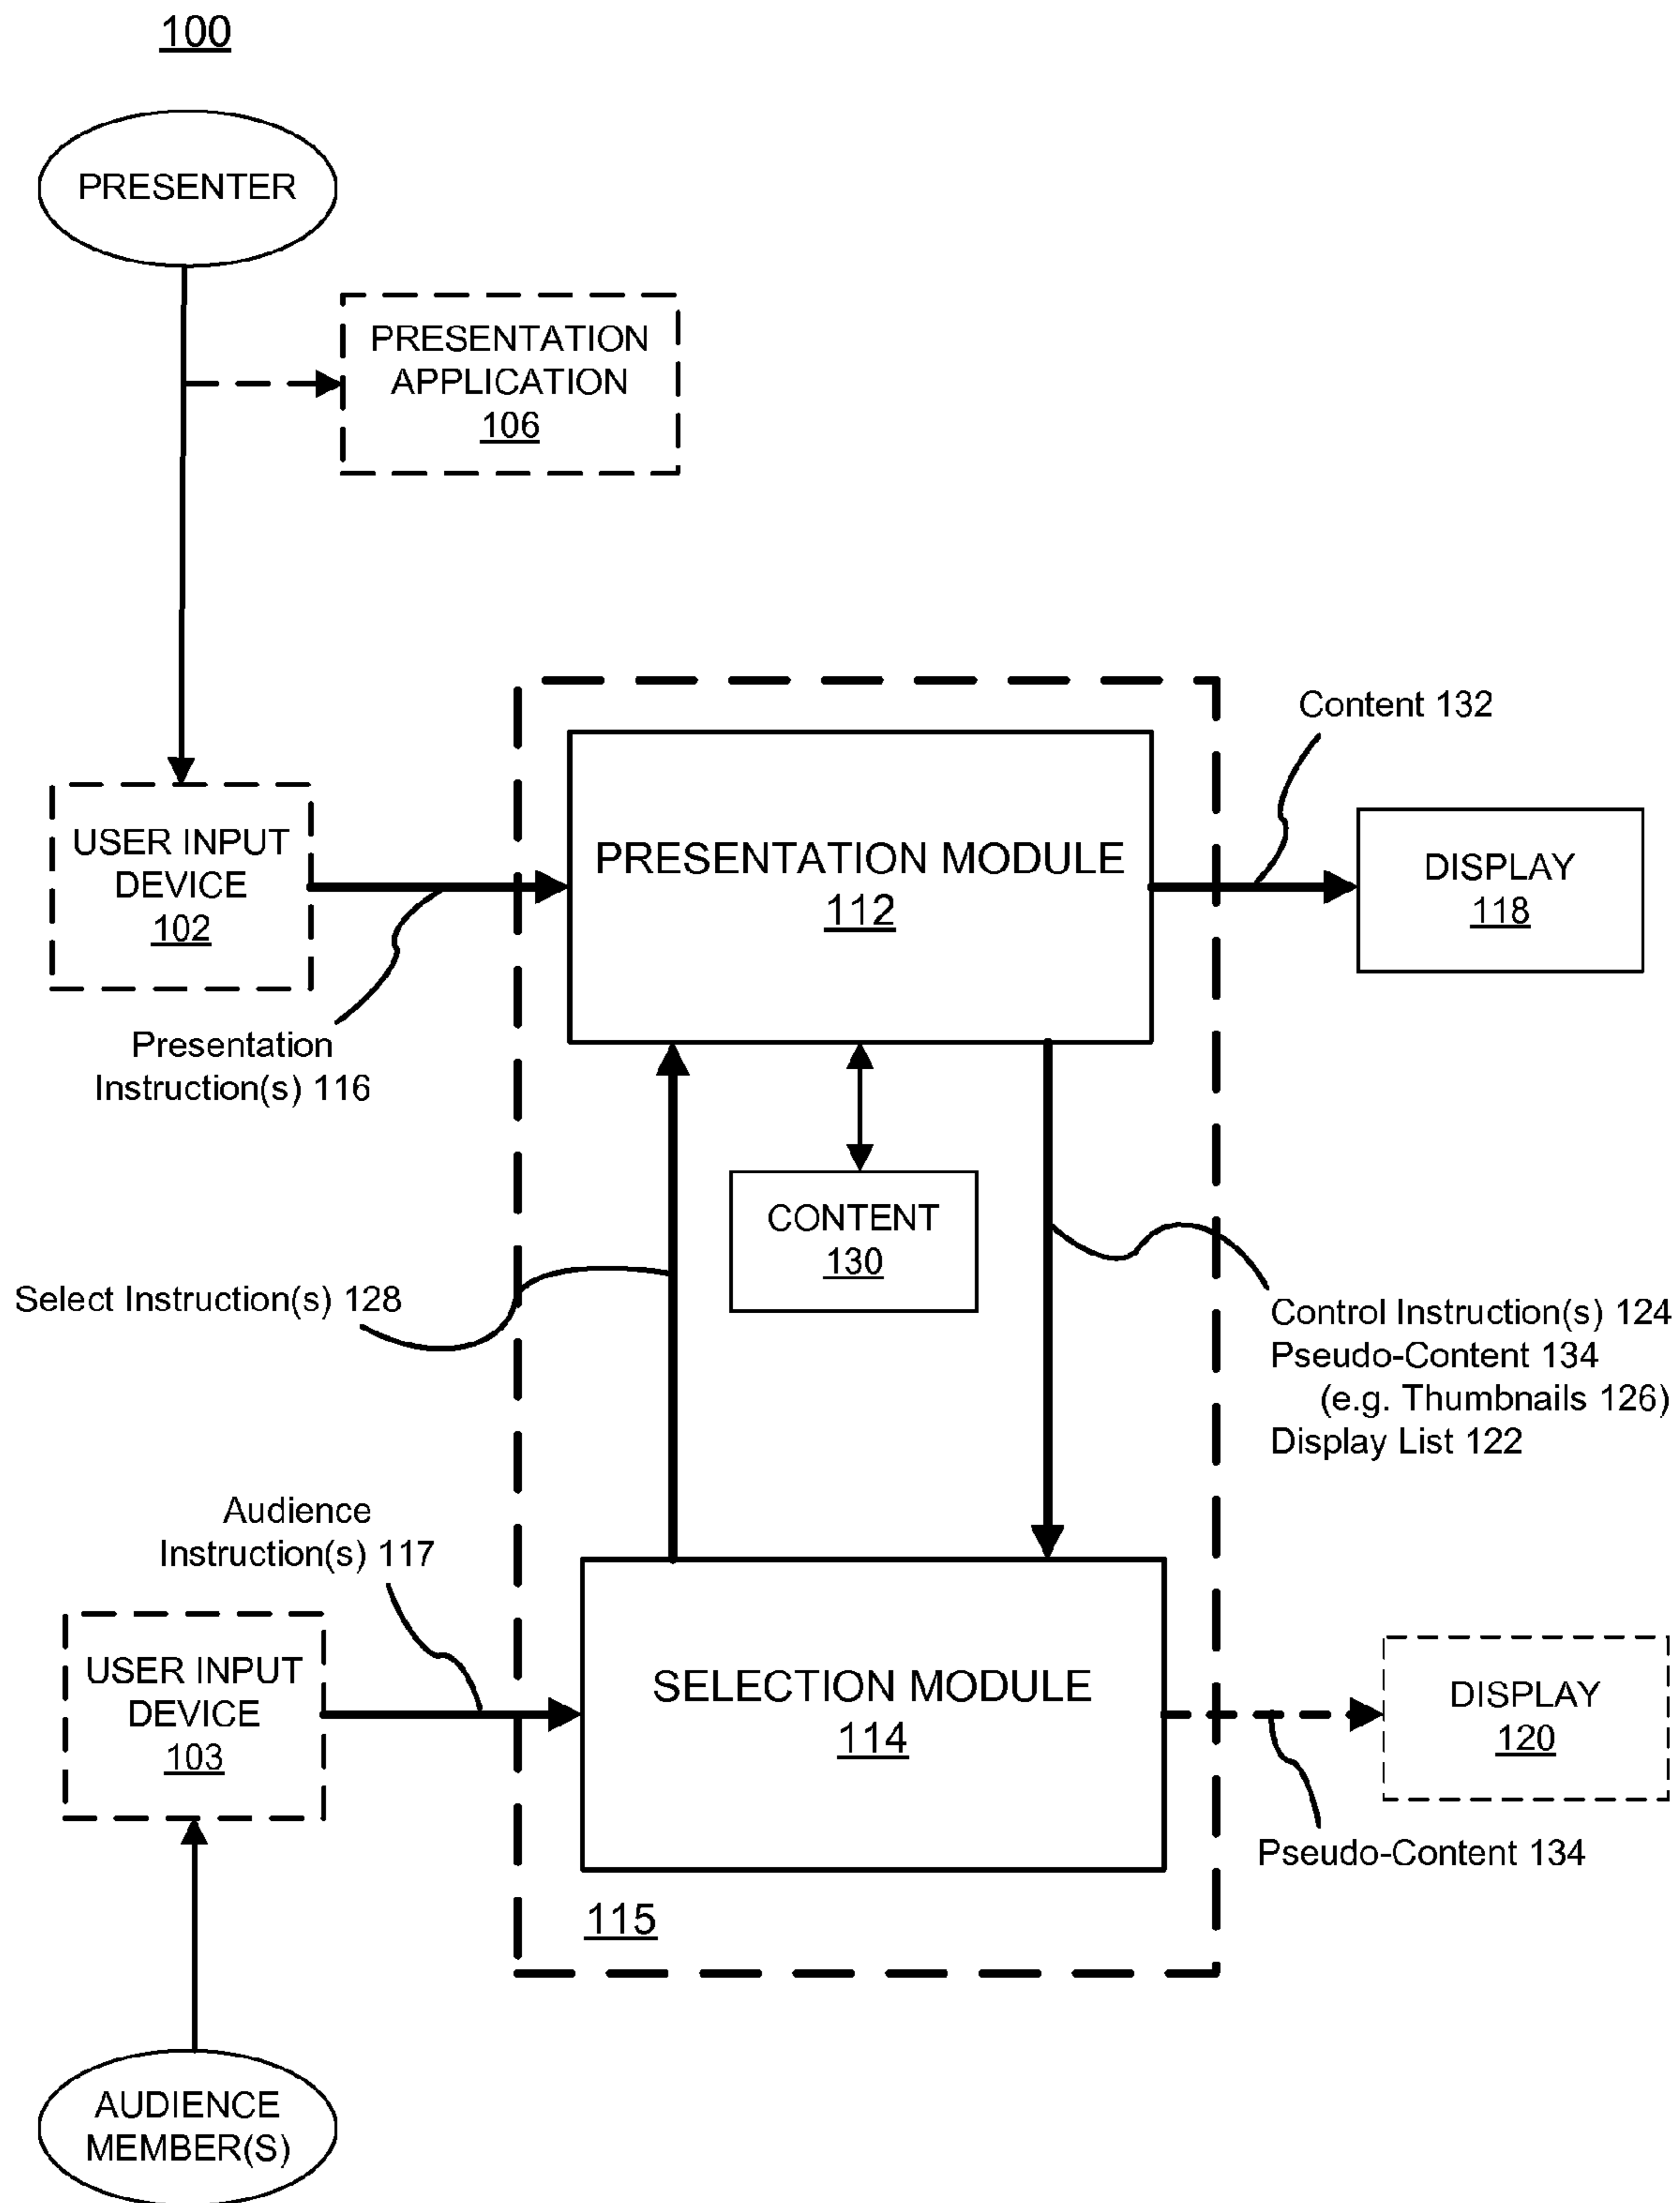 100
PRESENTER
PRESENTATION
APPLICATION
106
Content 132
USER INPUT
DEVICE
102
PRESENTATION MODULE
112
DISPLAY
118
Presentation
Instruction(s) 116
CONTENT
130
Select Instruction(s) 128
Control Instruction(s) 124
Pseudo-Content 134
(e.g. Thumbnails 126)
Display List 122
Audience
Instruction(s) 117
USER INPUT
DEVICE
103
SELECTION MODULE
114
DISPLAY
120
Pseudo-Content 134
115
AUDIENCE
MEMBER(S)